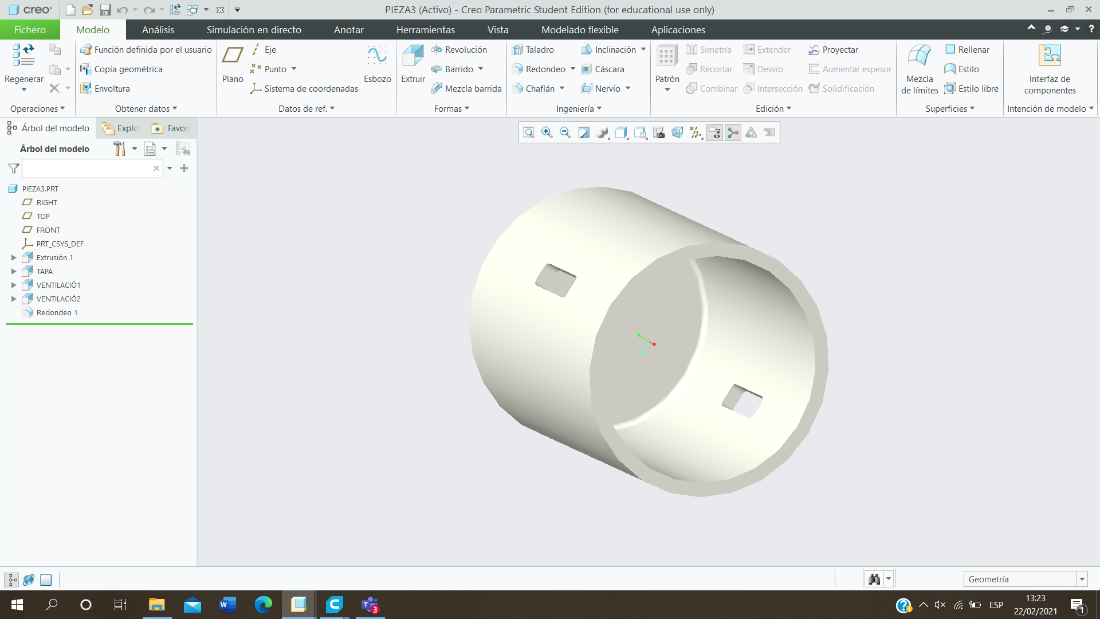 creo
PIEZA3 (Activo) - Creo Parametric Student Edition (for educational use only)
Fichero Modelo Análisis Simulación en directo Anotar Herramientas Vista Modelado flexible Aplicaciones
Regenerar
Operaciones
Función definida por el usuario
Copia geométrica
Envoltura
Obtener datos
Plano
Eje
Punto
Sistema de coordenadas
Esbozo
Datos de ref.
Extruir
Revolución
Barrido
Mezcla barrida
Formas
Taladro
Redondeo
Chaflán
Inclinación
Cáscara
Nervio
Ingeniería
Patrón
Simetría
Recortar
Combinar
Extender
Desvío
Intersección
Proyectar
Aumentar espesor
Solidificación
Edición
Mezcla
de límites
Rellenar
Estilo
Estilo libre
Superficies
Interfaz de
componentes
Intención de modelo
Árbol del modelo Explo Favori
Árbol del modelo
PIEZA3.PRT
RIGHT
TOP
FRONT
PRT_CSYS_DEF
Extrusión 1
TAPA
VENTILACIÓ1
VENTILACIÓ2
Redondeo 1
Geometría
ESP
13:23
22/02/2021
3
1